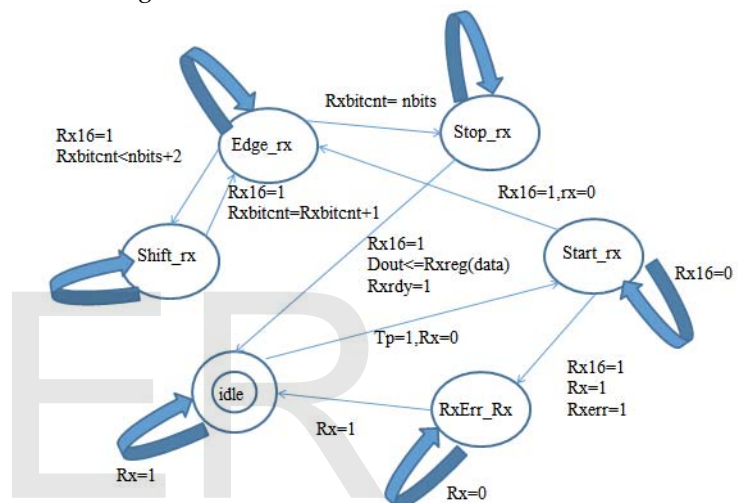 Rxbitcnt= nbits
Stop_rx
Edge_rx
Rx16=1
Rxbitcnt<nbits+2
Rx16=1
Rxbitcnt=Rxbitcnt+1
Rx16=1,rx=0
Shift_rx
Start_rx
Rx16=0
Rx16=1
Dout<=Rxreg(data)
Rxrdy=1
Tp=1,Rx=0
Rx16=1
Rx=1
Rxerr=1
idle
RxErr_Rx
Rx=1
Rx=1
Rx=0
ER